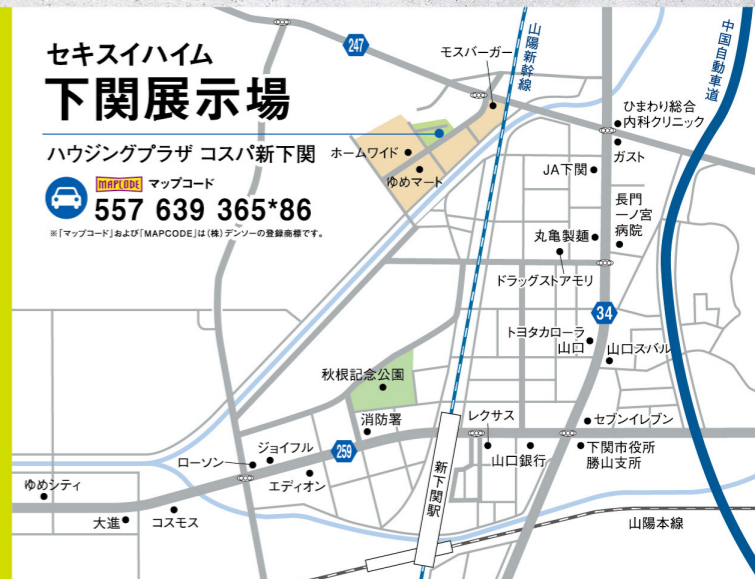 セキスイハイム
下関展示場
ハウジングプラザ コスパ新下関
MAPCODE マップコード
557 639 365*86
※「マップコード」および「MAPCODE」は(株)デンソーの登録商標です。
247
モスバーガー
山陽新幹線
中国自動車道
ひまわり総合
内科クリニック
ガスト
ホームワイド
ゆめマート
JA下関
長門
一ノ宮
病院
丸亀製麺
ドラッグストアモリ
34
トヨタカローラ
山口
山口スバル
秋根記念公園
消防署
レクサス
セブンイレブン
ローソン
ジョイフル
259
エディオン
新下関駅
山口銀行
下関市役所
勝山支所
ゆめシティ
大進
コスモス
山陽本線